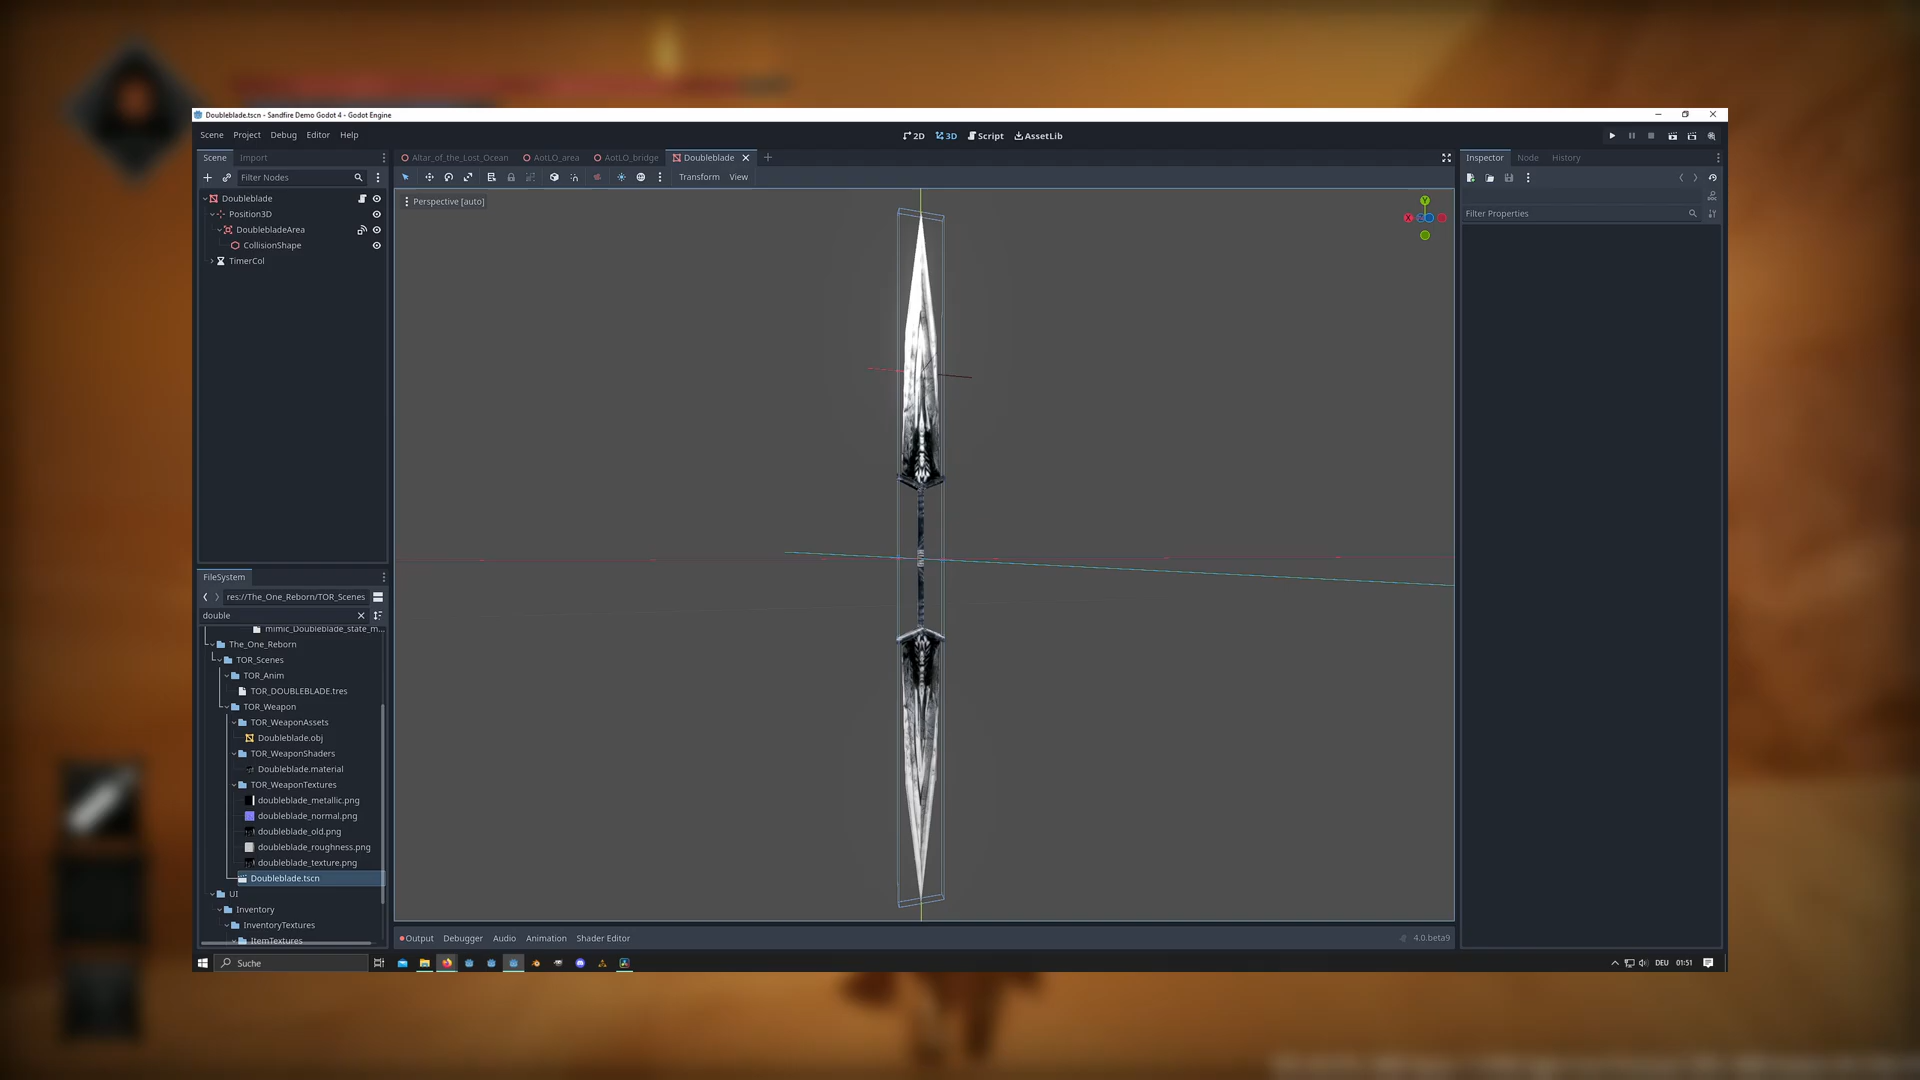 Doubleblade.tscn - Sandfire Demo Godot 4 - Godot Engine
Scene Project Debug Editor Help
2D 3D Script AssetLib
Scene Import
Filter Nodes
Doubleblade
Position3D
DoublebladeArea
CollisionShape
TimerCol
Altar_of_the_Lost_Ocean AotLO_area AotLO_bridge Doubleblade
Transform View
Perspective [auto]
Y
X
Inspector Node History
Filter Properties
FileSystem
res://The_One_Reborn/TOR_Scenes
double
mimic_Doubleblade_state_m...
The_One_Reborn
TOR_Scenes
TOR_Anim
TOR_DOUBLEBLADE.tres
TOR_Weapon
TOR_WeaponAssets
Doubleblade.obj
TOR_WeaponShaders
Doubleblade.material
TOR_WeaponTextures
doubleblade_metallic.png
doubleblade_normal.png
doubleblade_old.png
doubleblade_roughness.png
doubleblade_texture.png
Doubleblade.tscn
UI
Inventory
InventoryTextures
ItemTextures
Output Debugger Audio Animation Shader Editor
4.0.beta9
Suche
DEU 01:51